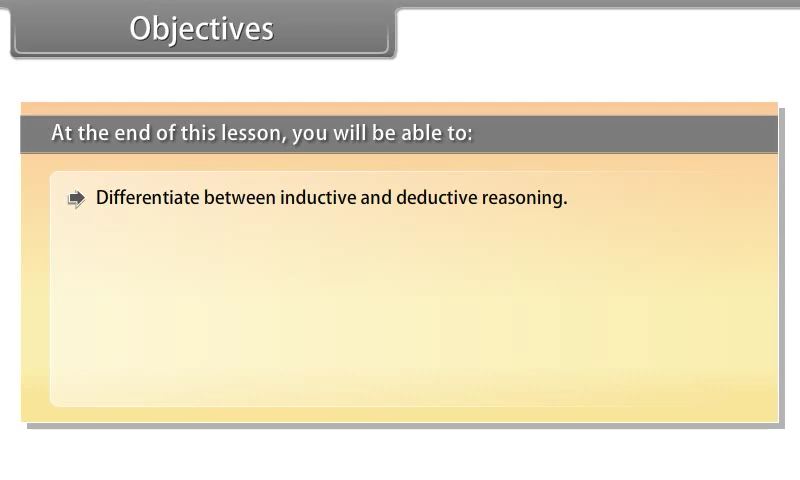 Objectives
At the end of this lesson, you will be able to:
Differentiate between inductive and deductive reasoning.